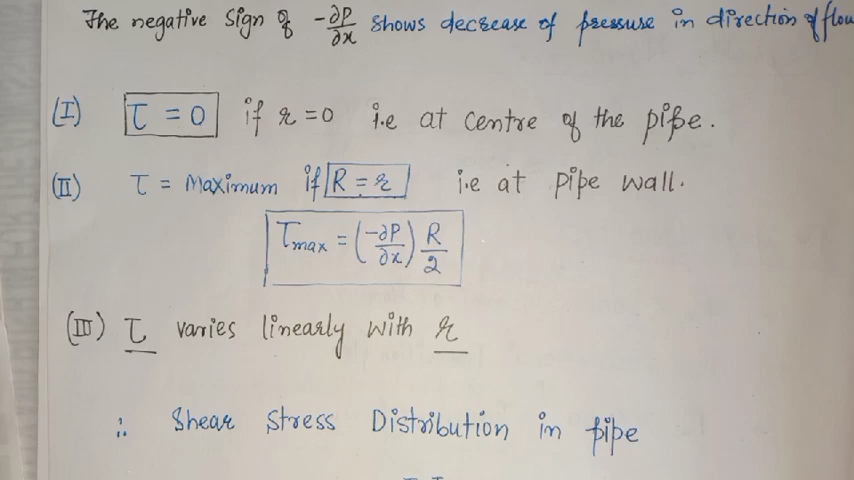 The negative sign of -∂P/∂x shows decrease of pressure in direction of flow
(I) τ = 0 if r = 0 i.e at centre of the pipe.
(II) τ = Maximum if R = r i.e at pipe wall.
τmax = (-∂P/∂x) R/2
(III) τ varies linearly with r
∴ Shear Stress Distribution in pipe